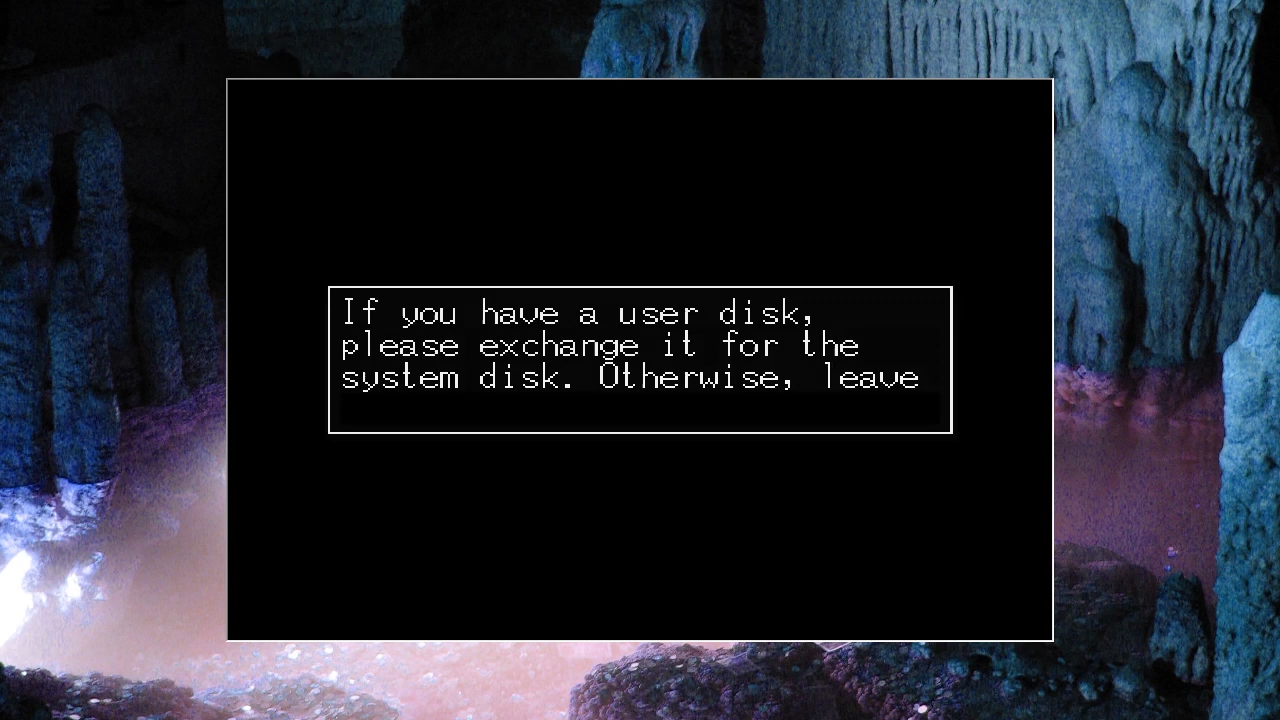 If you have a user disk,
please exchange it for the
system disk. Otherwise, leave